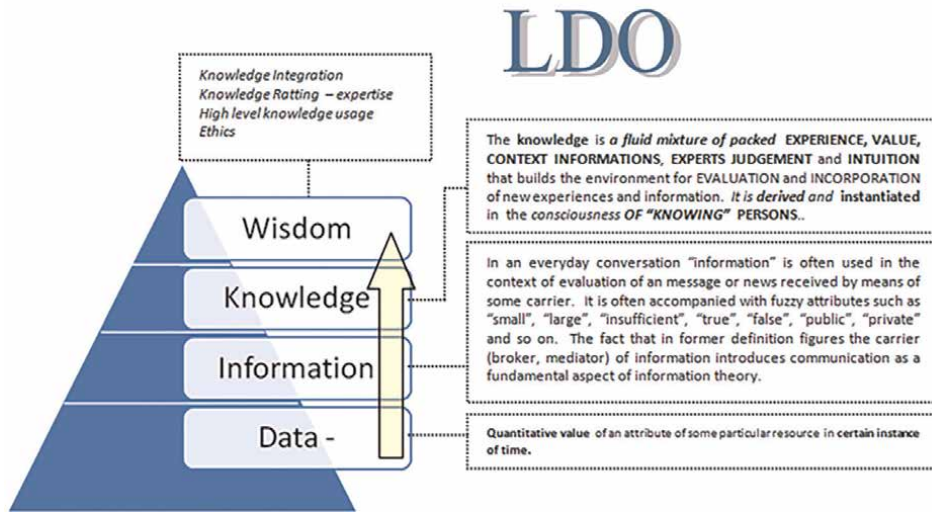 LDO
Knowledge Integration
Knowledge Ratting – expertise
High level knowledge usage
Ethics
The knowledge is a fluid mixture of packed EXPERIENCE, VALUE,
CONTEXT INFORMATIONS, EXPERTS JUDGEMENT and INTUITION
that builds the environment for EVALUATION and INCORPORATION
of new experiences and information. It is derived and instantiated
in the consciousness OF “KNOWING” PERSONS..
Wisdom
Knowledge
Information
Data -
In an everyday conversation “information” is often used in the
context of evaluation of an message or news received by means of
some carrier. It is often accompanied with fuzzy attributes such as
“small”, “large”, “insufficient”, “true”, “false”, “public”, “private”
and so on. The fact that in former definition figures the carrier
(broker, mediator) of information introduces communication as a
fundamental aspect of information theory.
Quantitative value of an attribute of some particular resource in certain instance
of time.